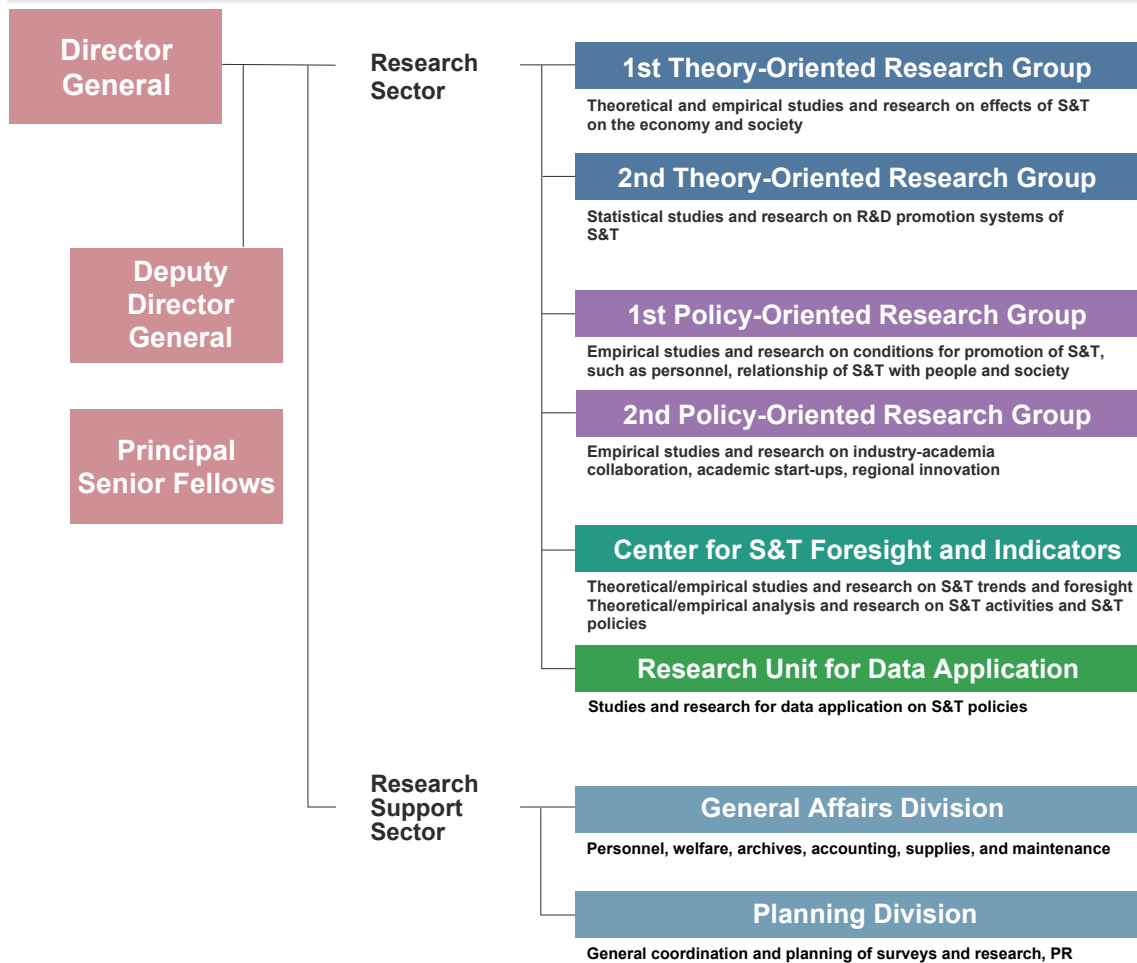 Director
General
Deputy
Director
General
Principal
Senior Fellows
Research
Sector
1st Theory-Oriented Research Group
Theoretical and empirical studies and research on effects of S&T
on the economy and society
2nd Theory-Oriented Research Group
Statistical studies and research on R&D promotion systems of
S&T
1st Policy-Oriented Research Group
Empirical studies and research on conditions for promotion of S&T,
such as personnel, relationship of S&T with people and society
2nd Policy-Oriented Research Group
Empirical studies and research on industry-academia
collaboration, academic start-ups, regional innovation
Center for S&T Foresight and Indicators
Theoretical/empirical studies and research on S&T trends and foresight
Theoretical/empirical analysis and research on S&T activities and S&T
policies
Research Unit for Data Application
Studies and research for data application on S&T policies
Research
Support
Sector
General Affairs Division
Personnel, welfare, archives, accounting, supplies, and maintenance
Planning Division
General coordination and planning of surveys and research, PR